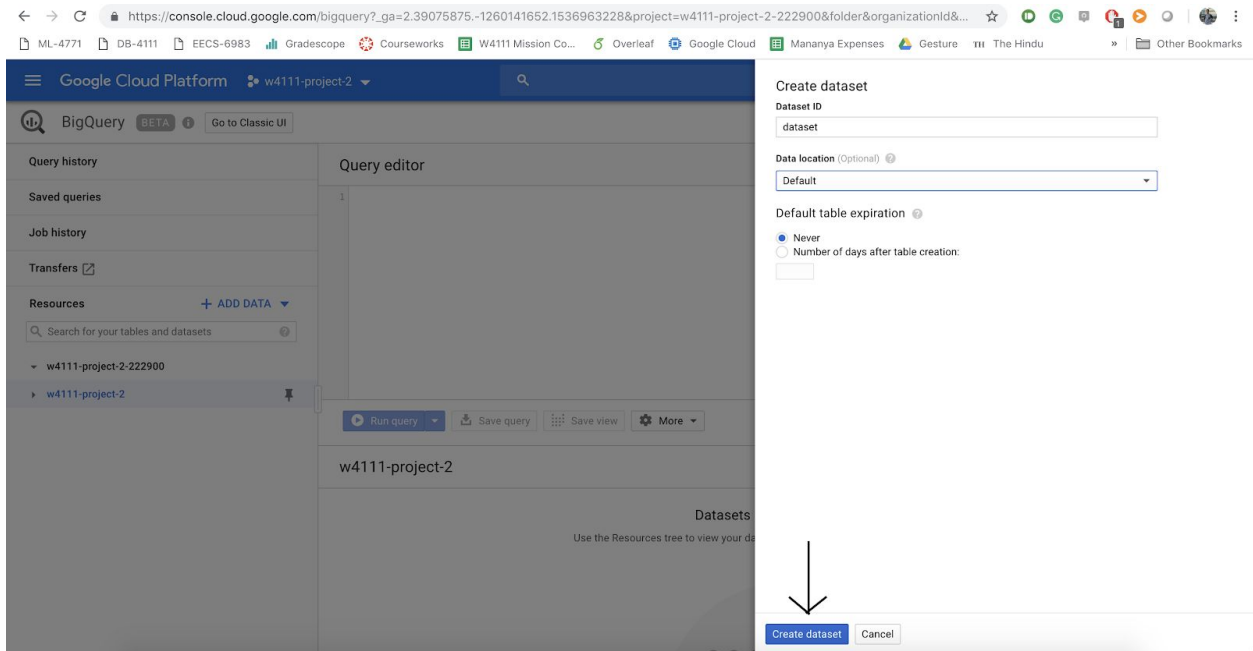 https://console.cloud.google.com/bigquery?_ga=2.39075875.-1260141652.1536963228&project=w4111-project-2-222900&folder&organizationId&...
ML-4771 DB-4111 EECS-6983 Gradescope Courseworks W4111 Mission Co... Overleaf Google Cloud Mananya Expenses Gesture TH The Hindu » Other Bookmarks
Google Cloud Platform w4111-project-2
BigQuery BETA Go to Classic UI
Query history
Saved queries
Job history
Transfers
Resources + ADD DATA
Search for your tables and datasets
w4111-project-2-222900
w4111-project-2
Query editor
1
Run query Save query Save view More
w4111-project-2
Datasets
Use the Resources tree to view your da
Create dataset
Dataset ID
dataset
Data location (Optional)
Default
Default table expiration
Never
Number of days after table creation:
Create dataset Cancel